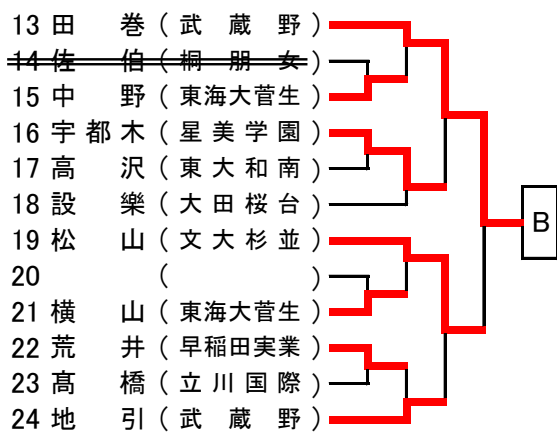 13 田 巻 ( 武 蔵 野 )
14 佐 伯 ( 桐 朋 女 )
15 中 野 ( 東海大菅生 )
16 宇 都 木 ( 星 美 学 園 )
17 高 沢 ( 東 大 和 南 )
18 設 樂 ( 大 田 桜 台 )
19 松 山 ( 文 大 杉 並 )
20 ( )
21 横 山 ( 東海大菅生 )
22 荒 井 ( 早稲田実業 )
23 髙 橋 ( 立 川 国 際 )
24 地 引 ( 武 蔵 野 )
B